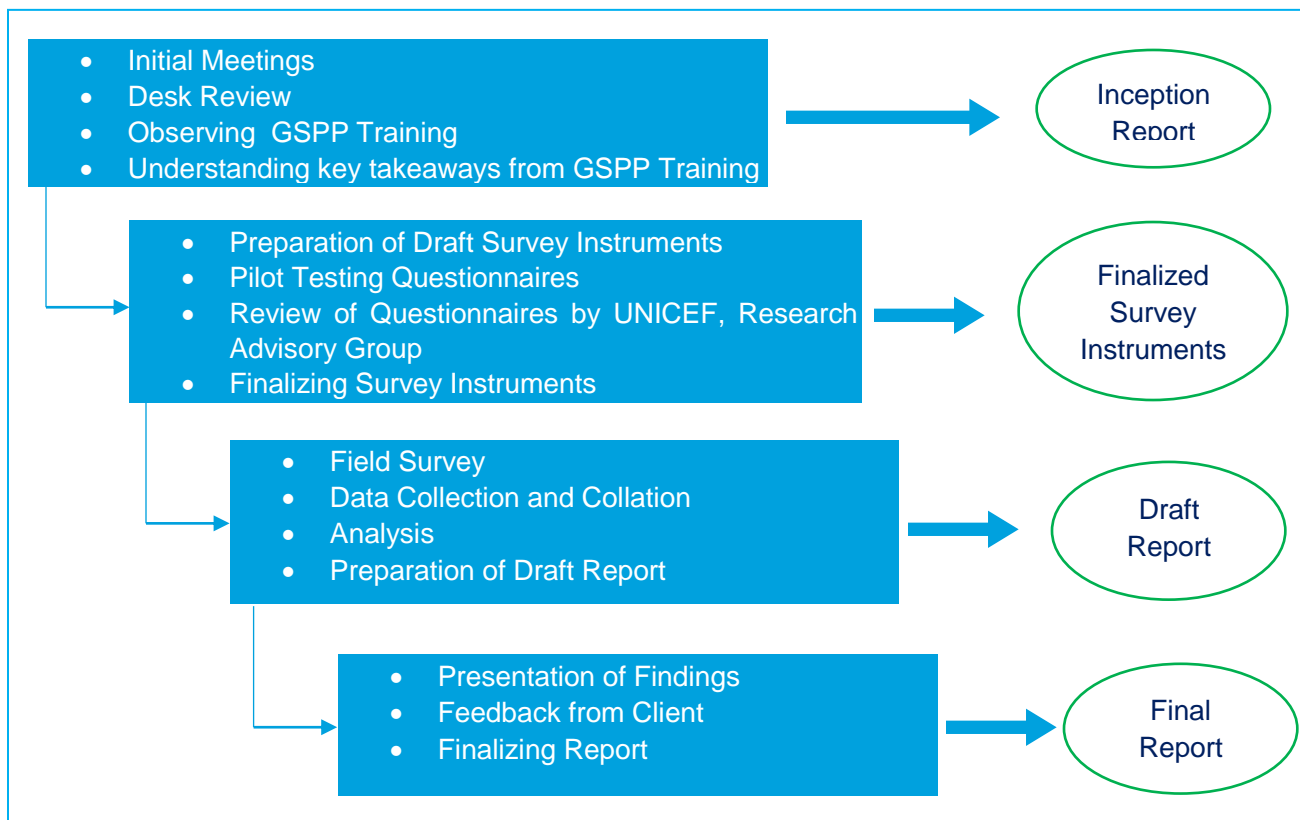 • Initial Meetings
• Desk Review
• Observing GSPP Training
• Understanding key takeaways from GSPP Training
Inception
Report
• Preparation of Draft Survey Instruments
• Pilot Testing Questionnaires
• Review of Questionnaires by UNICEF, Research
Advisory Group
• Finalizing Survey Instruments
Finalized
Survey
Instruments
• Field Survey
• Data Collection and Collation
• Analysis
• Preparation of Draft Report
Draft
Report
• Presentation of Findings
• Feedback from Client
• Finalizing Report
Final
Report